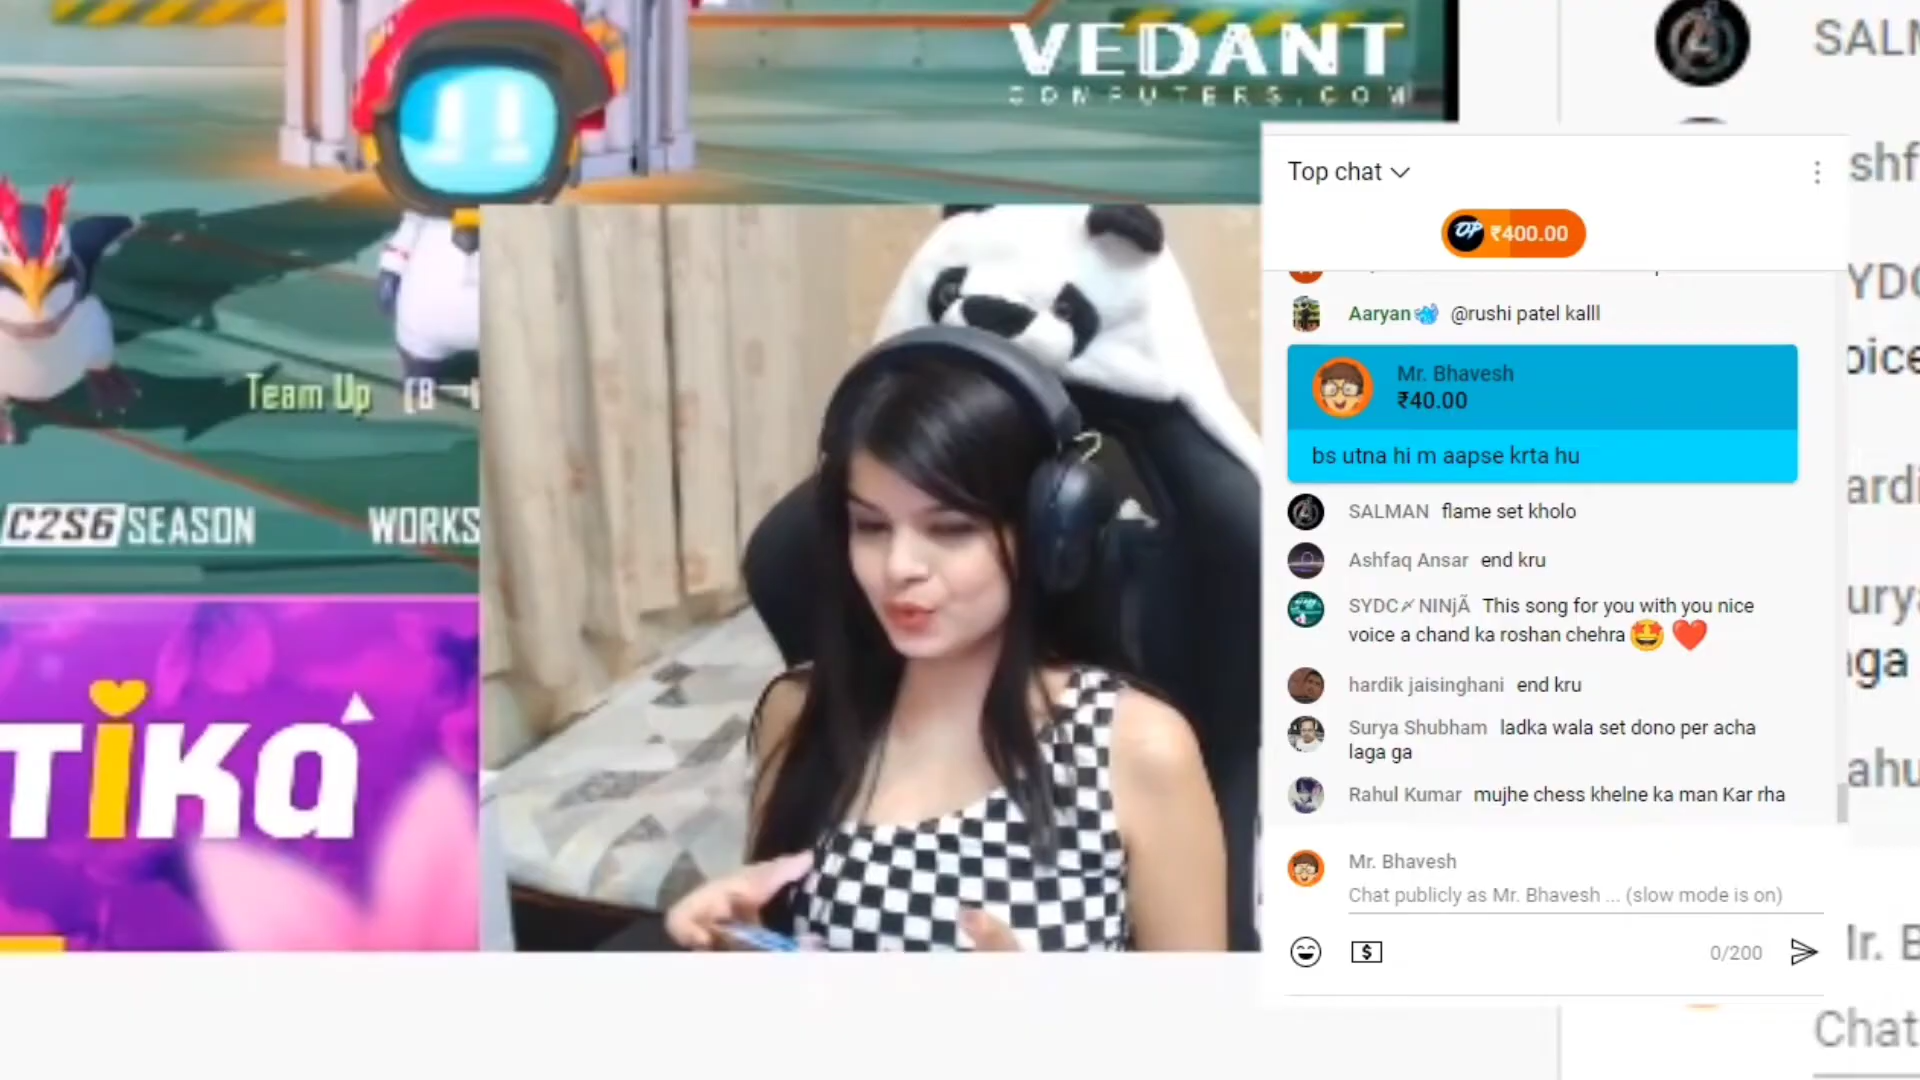 VEDANT
COMPUTERS.COM
Team Up
C2S6 SEASON
WORKS
TiKa
Top chat
OP ₹400.00
Aaryan @rushi patel kalll
Mr. Bhavesh
₹40.00
bs utna hi m aapse krta hu
SALMAN flame set kholo
Ashfaq Ansar end kru
SYDC NINjÃ This song for you with you nice
voice a chand ka roshan chehra 🤩 ❤️
hardik jaisinghani end kru
Surya Shubham ladka wala set dono per acha
laga ga
Rahul Kumar mujhe chess khelne ka man Kar rha
Mr. Bhavesh
Chat publicly as Mr. Bhavesh ... (slow mode is on)
0/200
SALM
shf
YDC
oice
ardi
ury
aga
ahu
Ir. B
Chat